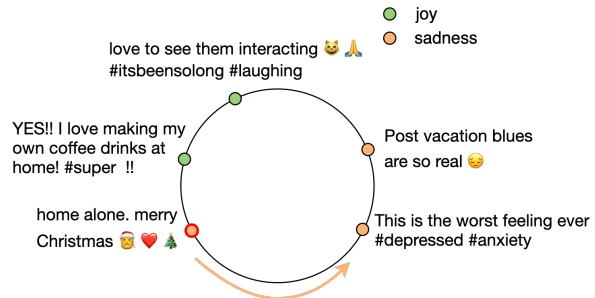 joy
sadness
love to see them interacting 😺 🙏
#itsbeensolong #laughing
YES!! I love making my
own coffee drinks at
home! #super !!
Post vacation blues
are so real 😔
home alone. merry
Christmas 🎅 ❤️ 🎄
This is the worst feeling ever
#depressed #anxiety